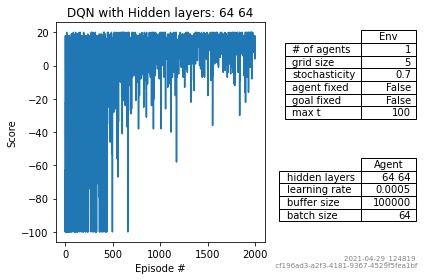 DQN with Hidden layers: 64 64
20
0
−20
−40
−60
−80
−100
Score
0
500
1000
1500
2000
Episode #
Env
# of agents 1
grid size 5
stochasticity 0.7
agent fixed False
goal fixed False
max t 100
Agent
hidden layers 64 64
learning rate 0.0005
buffer size 100000
batch size 64
2021-04-29_124819
cf196ad3-a2f3-4181-9367-4529f5fea1bf